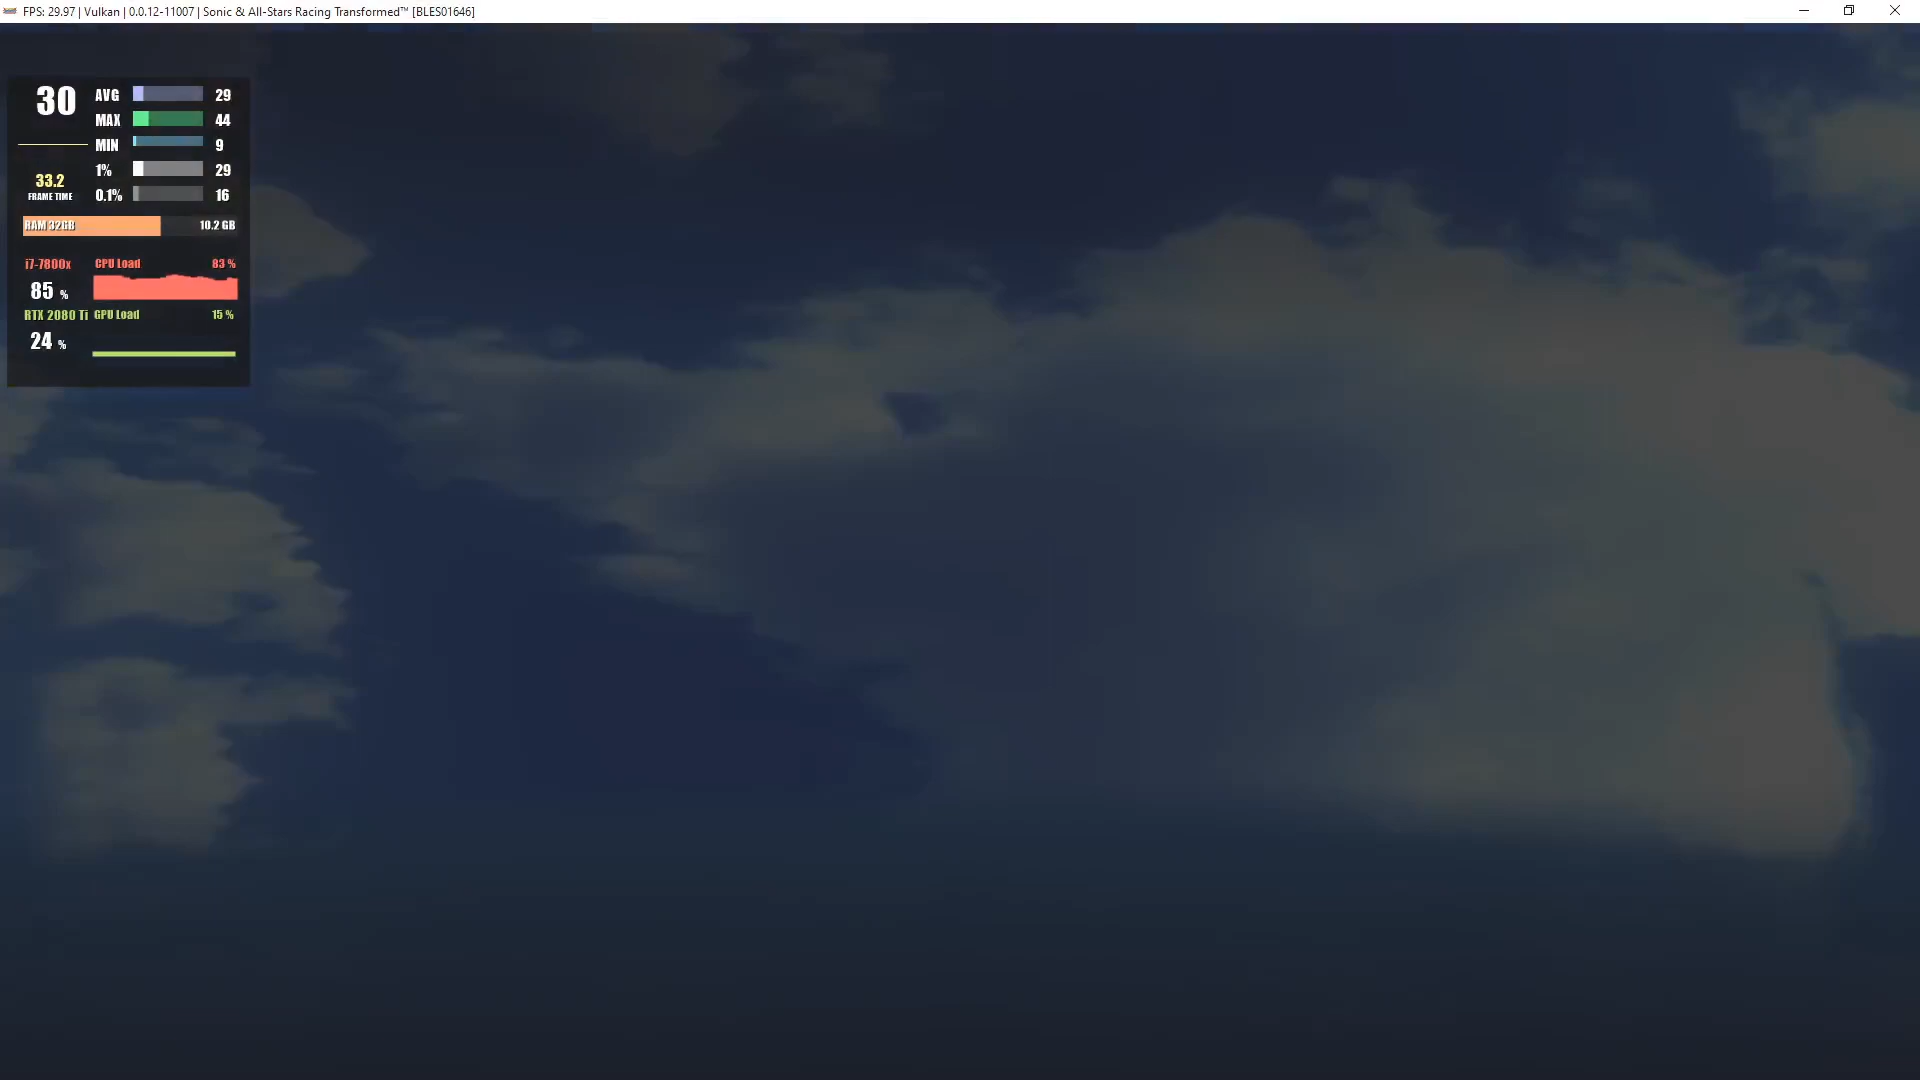 FPS: 29.97 | Vulkan | 0.0.12-11007 | Sonic & All-Stars Racing Transformed™ [BLES01646]
30
AVG 29
MAX 44
MIN 9
1% 29
0.1% 16
33.2
FRAME TIME
RAM 32GB 10.2 GB
i7-7800x CPU Load 83 %
85 %
RTX 2080 Ti GPU Load 15 %
24 %